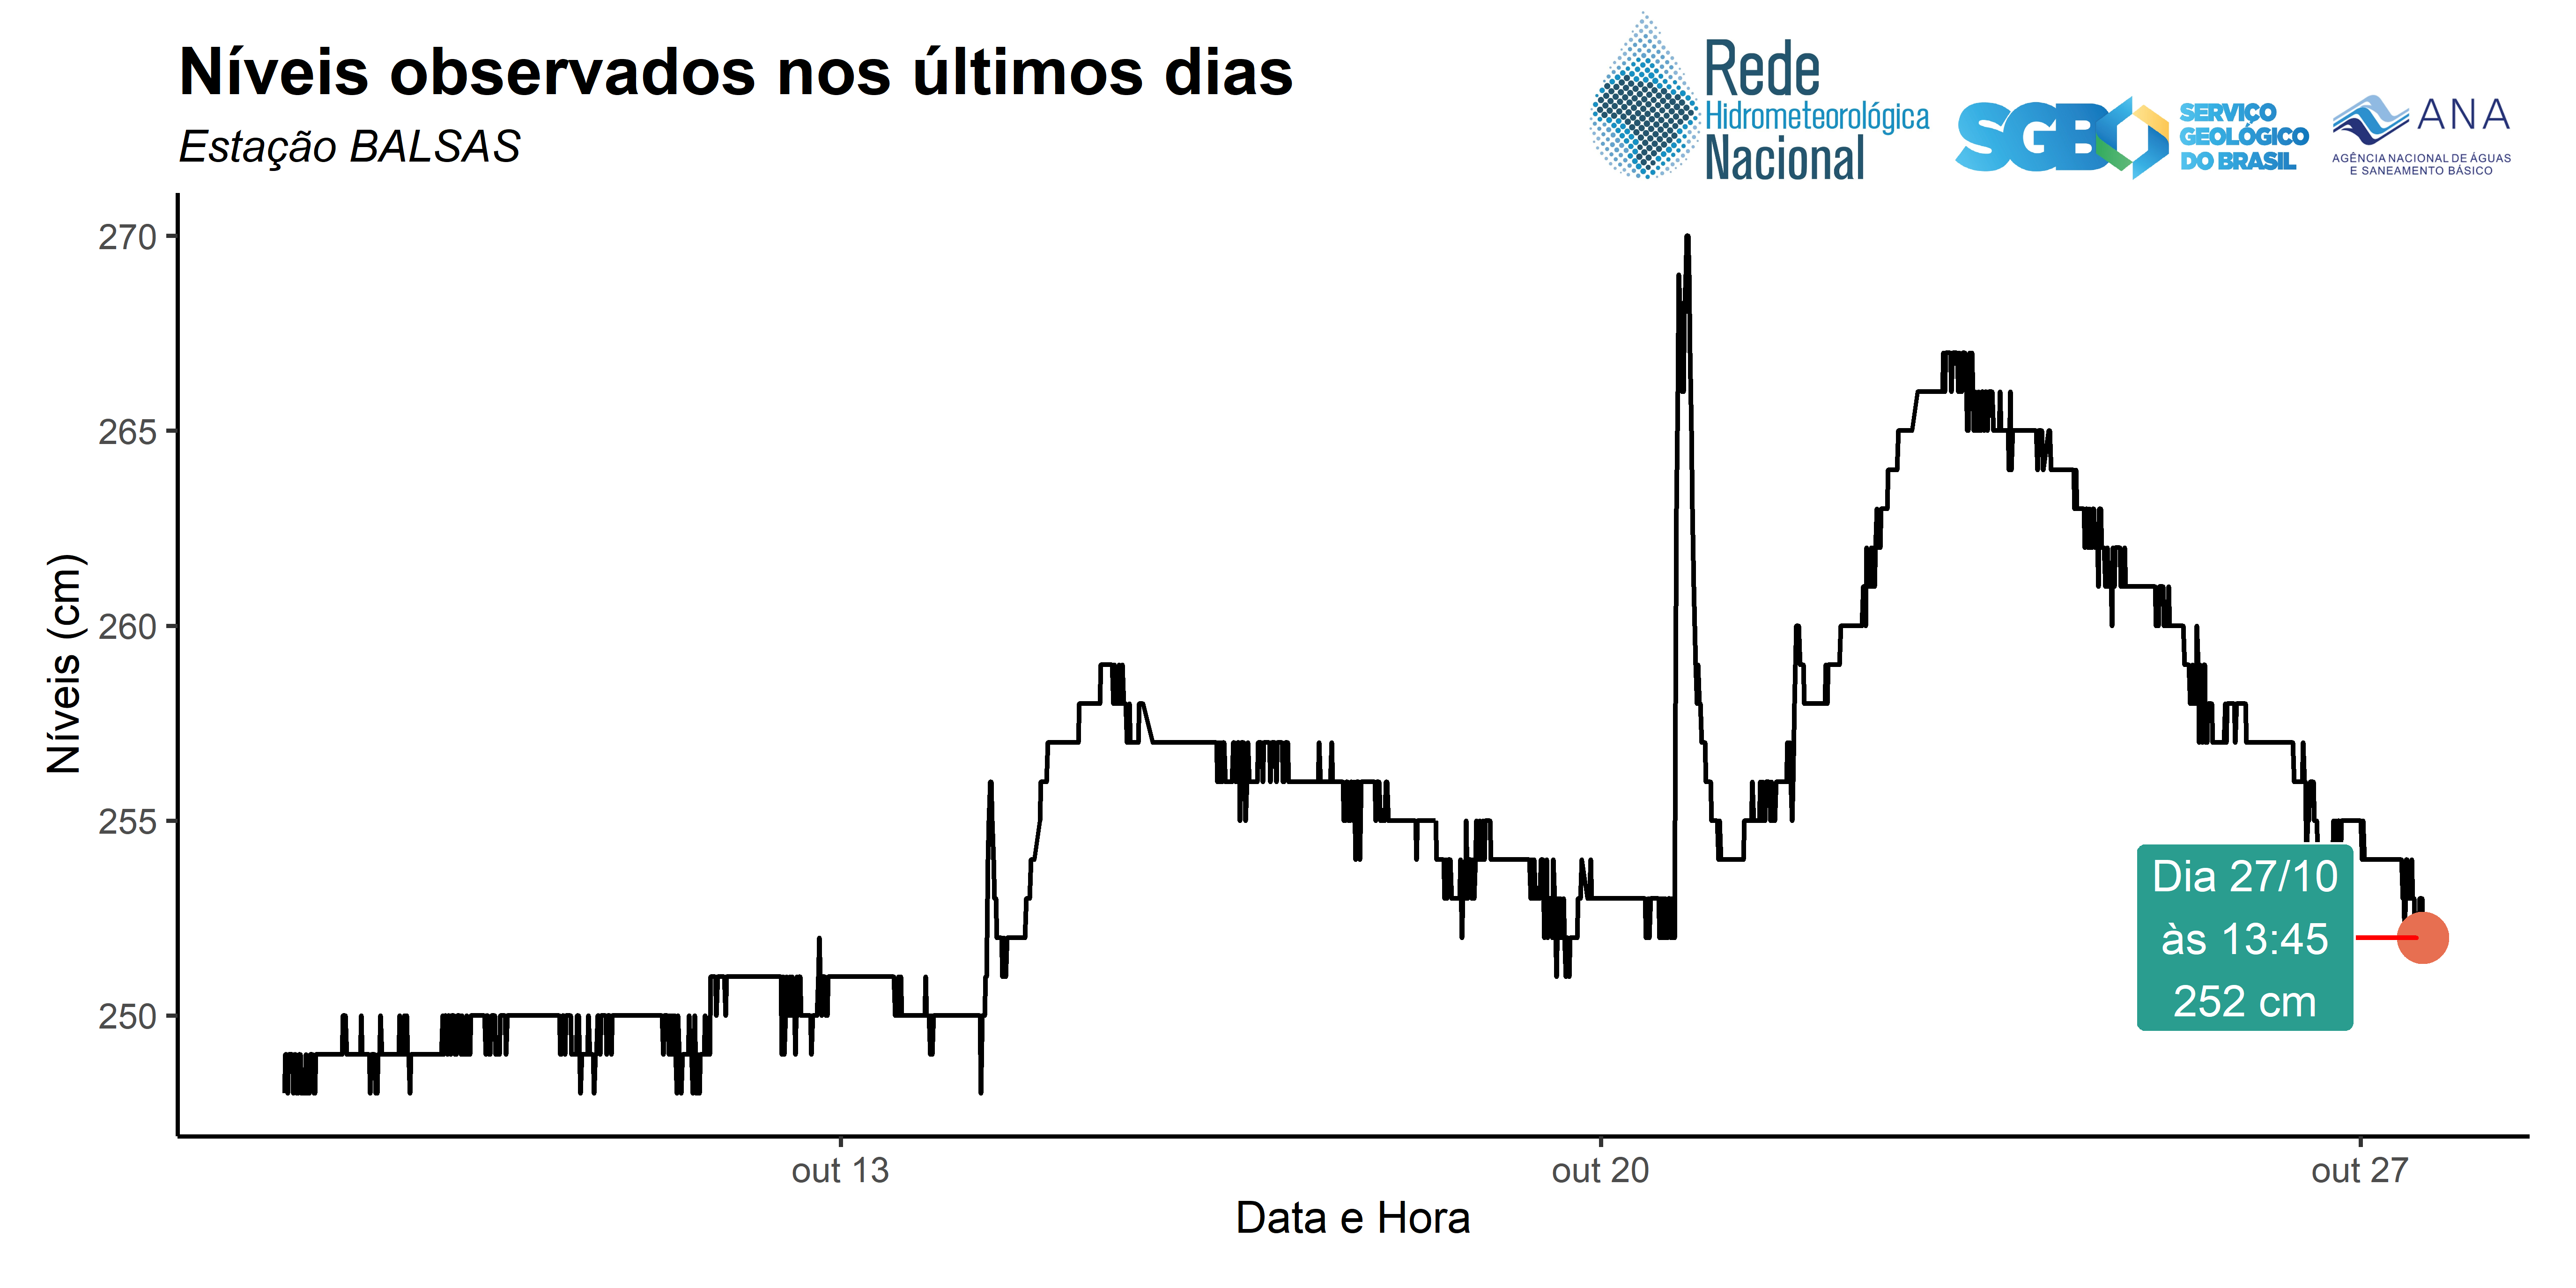 Níveis observados nos últimos dias
Estação BALSAS
Rede
Hidrometeorológica
Nacional
SGB
SERVIÇO
GEOLÓGICO
DO BRASIL
ANA
AGÊNCIA NACIONAL DE ÁGUAS
E SANEAMENTO BÁSICO
Níveis (cm)
270
265
260
255
250
Dia 27/10
às 13:45
252 cm
out 13
out 20
out 27
Data e Hora